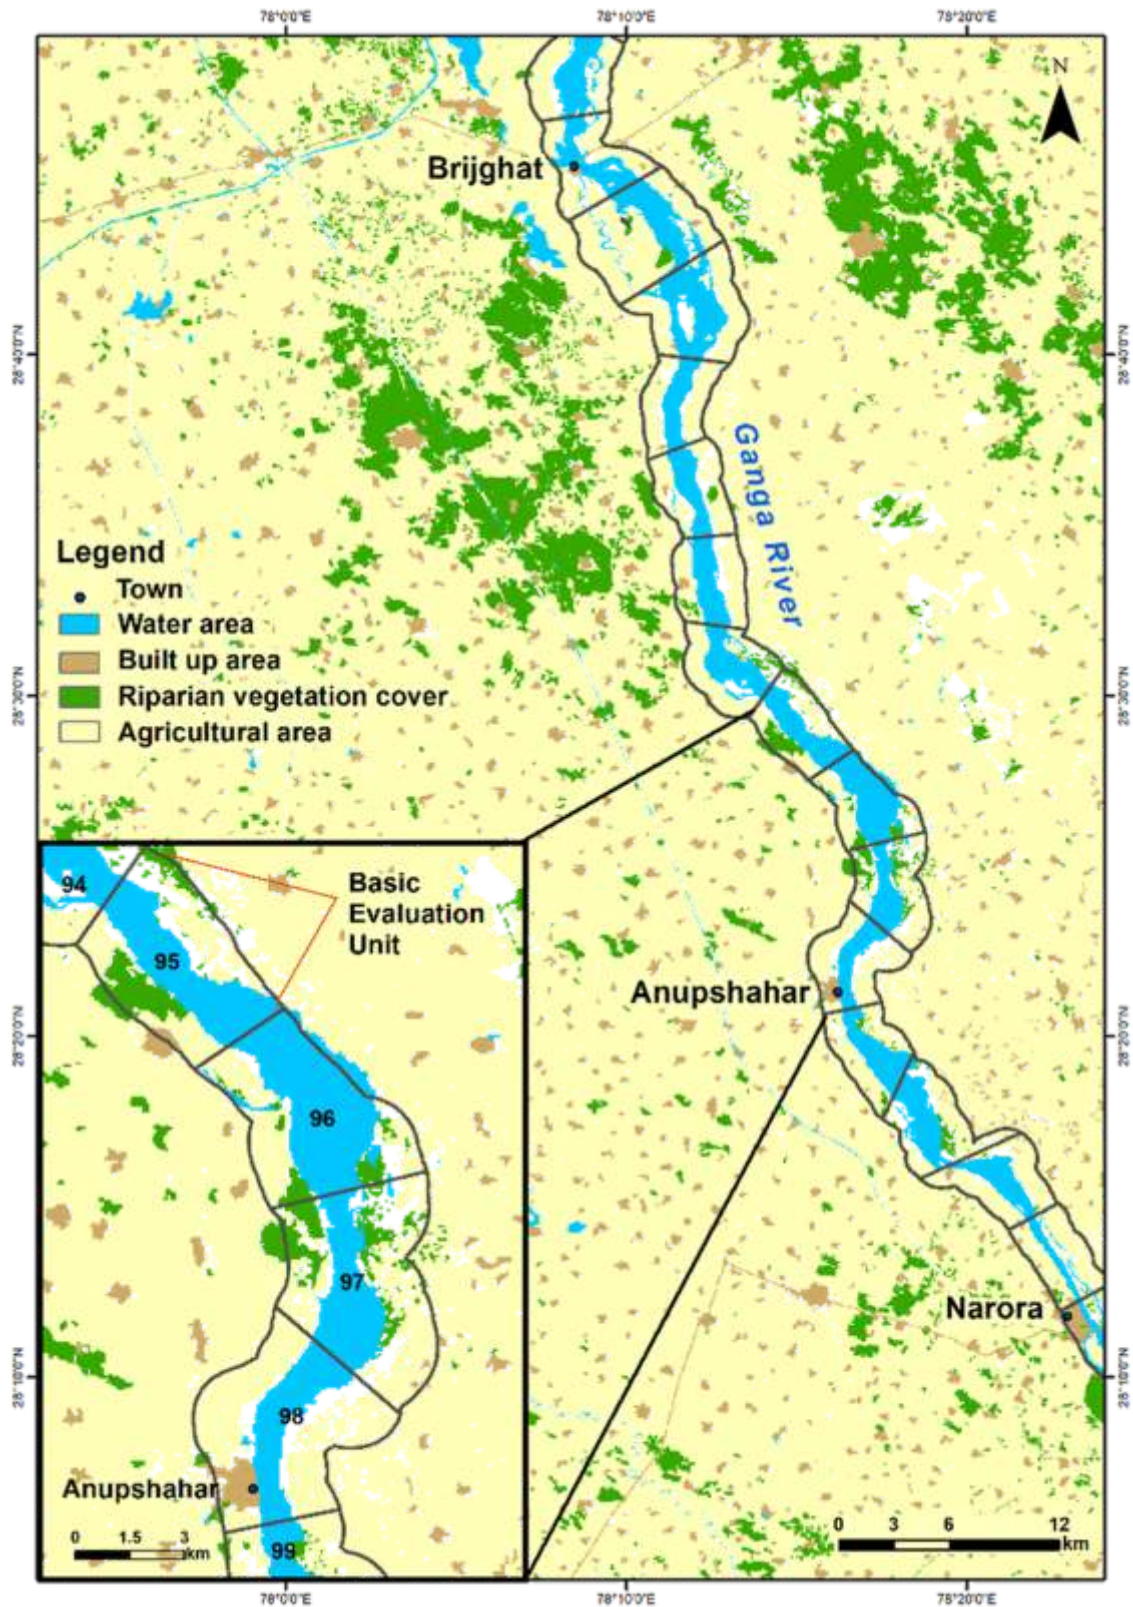 78°0'0"E
78°10'0"E
78°20'0"E
N
Brijghat
28°40'0"N
28°40'0"N
Ganga River
Legend
Town
Water area
Built up area
Riparian vegetation cover
Agricultural area
28°30'0"N
28°30'0"N
94
Basic
Evaluation
Unit
95
Anupshahar
28°20'0"N
28°20'0"N
96
97
Narora
28°10'0"N
28°10'0"N
98
Anupshahar
0 1.5 3
km
99
0 3 6 12
km
78°0'0"E
78°10'0"E
78°20'0"E